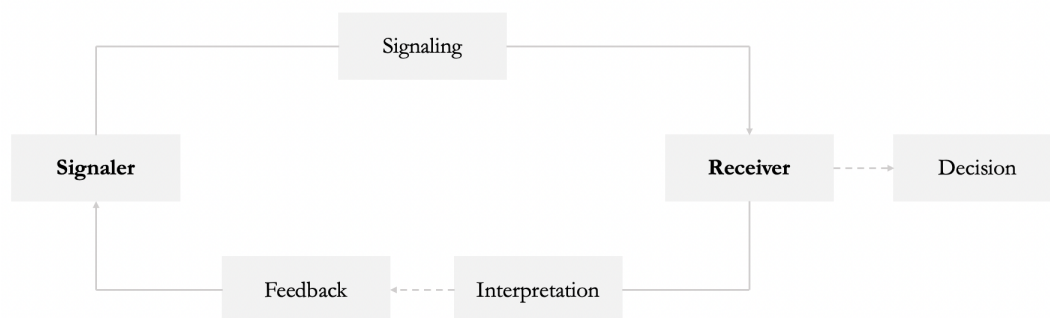 Signaling
Signaler
Receiver
Decision
Feedback
Interpretation